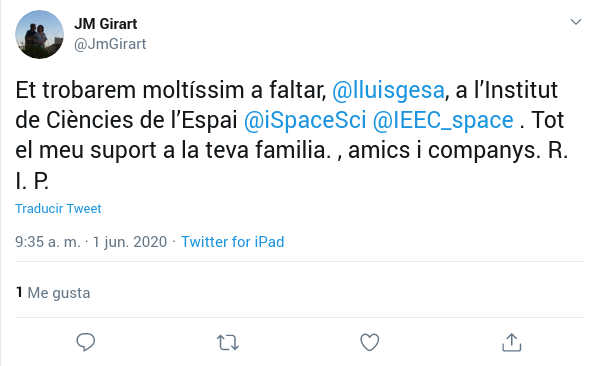 JM Girart
@JmGirart
Et trobarem moltíssim a faltar, @lluisgesa, a l’Institut
de Ciències de l’Espai @iSpaceSci @IEEC_space . Tot
el meu suport a la teva familia. , amics i companys. R.
I. P.
Traducir Tweet
9:35 a. m. · 1 jun. 2020 · Twitter for iPad
1 Me gusta